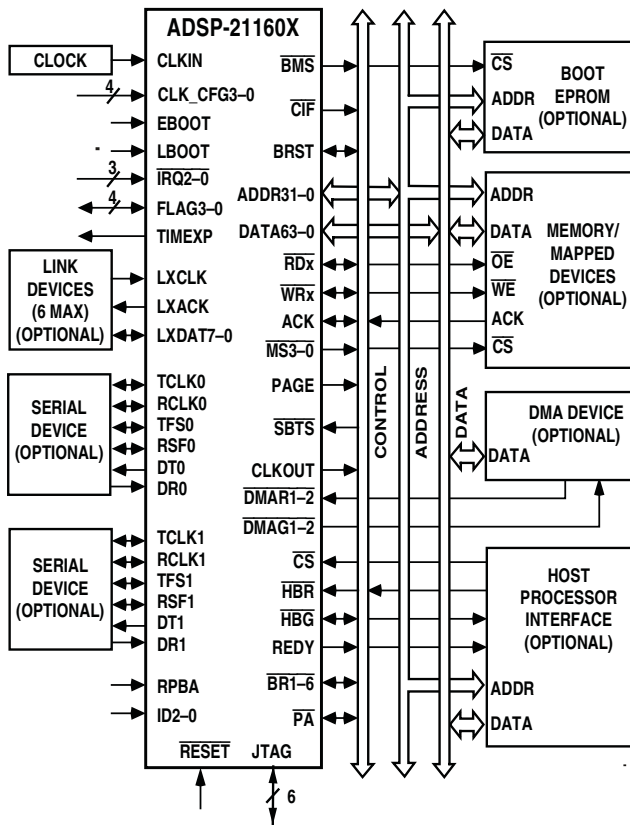 ADSP-21160X
CLOCK
CLKIN
4
CLK_CFG3–0
EBOOT
LBOOT
3
IRQ2–0
4
FLAG3–0
TIMEXP
LINK
DEVICES
(6 MAX)
(OPTIONAL)
LXCLK
LXACK
LXDAT7–0
SERIAL
DEVICE
(OPTIONAL)
TCLK0
RCLK0
TFS0
RSF0
DT0
DR0
SERIAL
DEVICE
(OPTIONAL)
TCLK1
RCLK1
TFS1
RSF1
DT1
DR1
RPBA
ID2–0
RESET
JTAG
6
BMS
CIF
BRST
ADDR31–0
DATA63–0
RDx
WRx
ACK
MS3–0
PAGE
SBTS
CLKOUT
DMAR1–2
DMAG1–2
CS
HBR
HBG
REDY
BR1–6
PA
CONTROL
ADDRESS
DATA
CS
ADDR
DATA
BOOT
EPROM
(OPTIONAL)
ADDR
DATA
OE
WE
ACK
CS
MEMORY/
MAPPED
DEVICES
(OPTIONAL)
DMA DEVICE
(OPTIONAL)
DATA
HOST
PROCESSOR
INTERFACE
(OPTIONAL)
ADDR
DATA